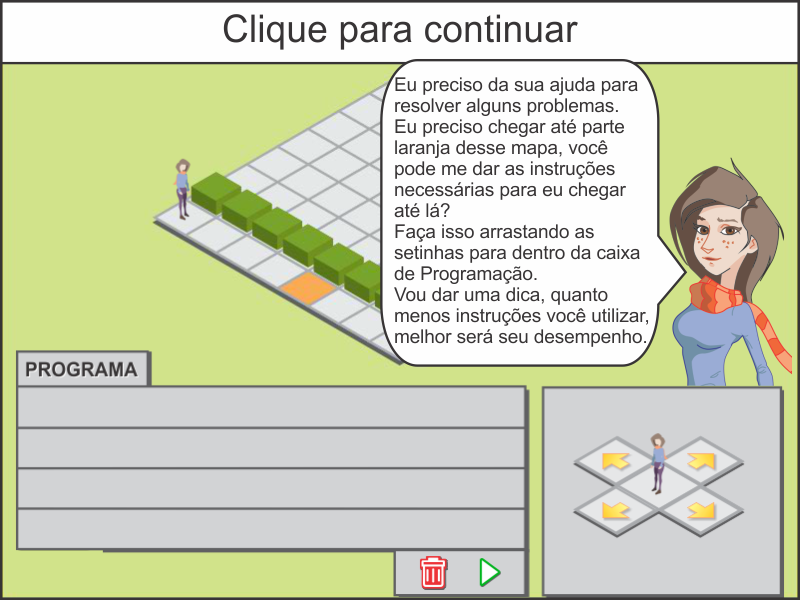 Clique para continuar
Eu preciso da sua ajuda para
resolver alguns problemas.
Eu preciso chegar até parte
laranja desse mapa, você
pode me dar as instruções
necessárias para eu chegar
até lá?
Faça isso arrastando as
setinhas para dentro da caixa
de Programação.
Vou dar uma dica, quanto
menos instruções você utilizar,
melhor será seu desempenho.
PROGRAMA